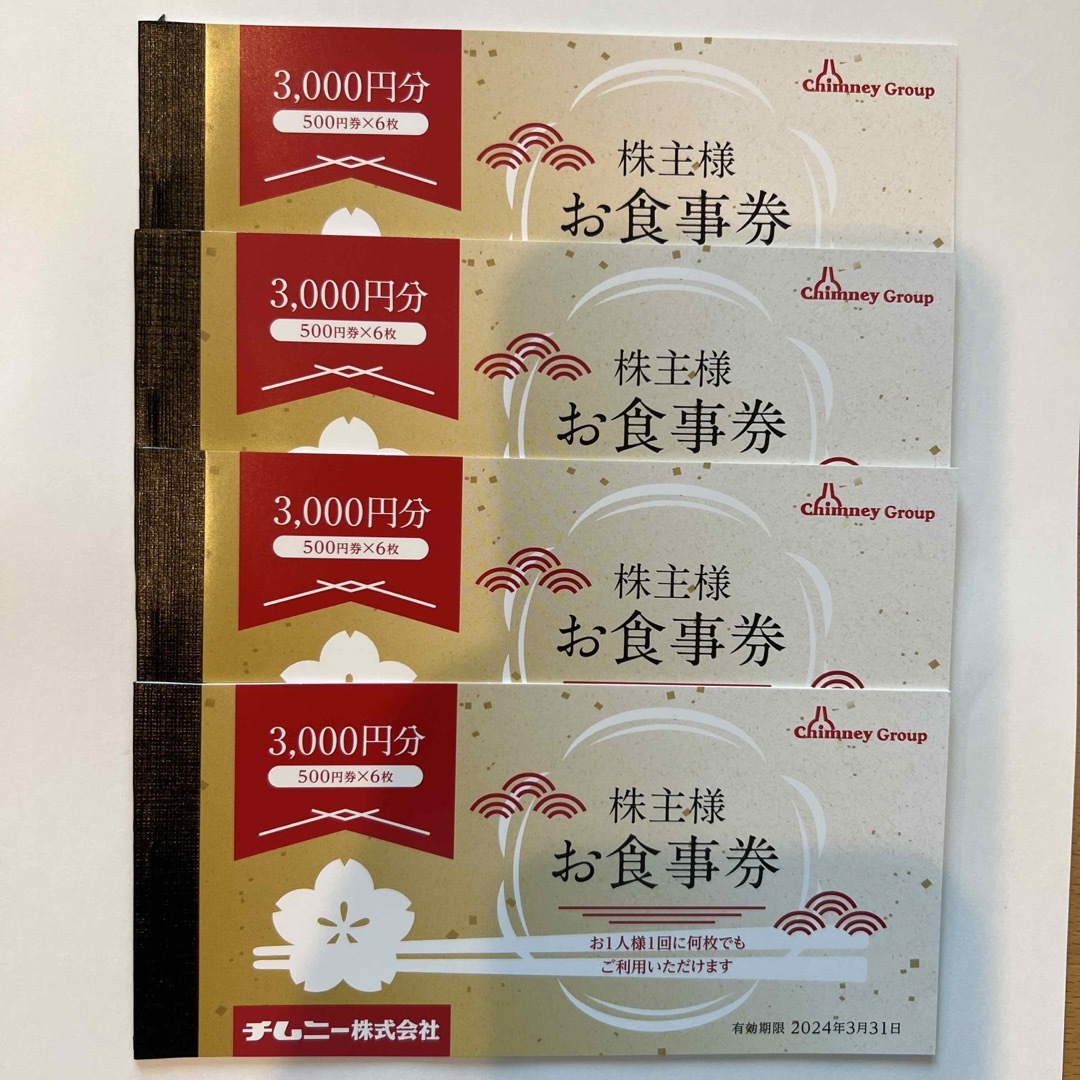 3,000円分
500円券×6枚
Chimney Group
株主様
お食事券
3,000円分
500円券×6枚
Chimney Group
株主様
お食事券
3,000円分
500円券×6枚
Chimney Group
株主様
お食事券
3,000円分
500円券×6枚
Chimney Group
株主様
お食事券
お1人様1回に何枚でも
ご利用いただけます
チムニー株式会社
有効期限 2024年3月31日